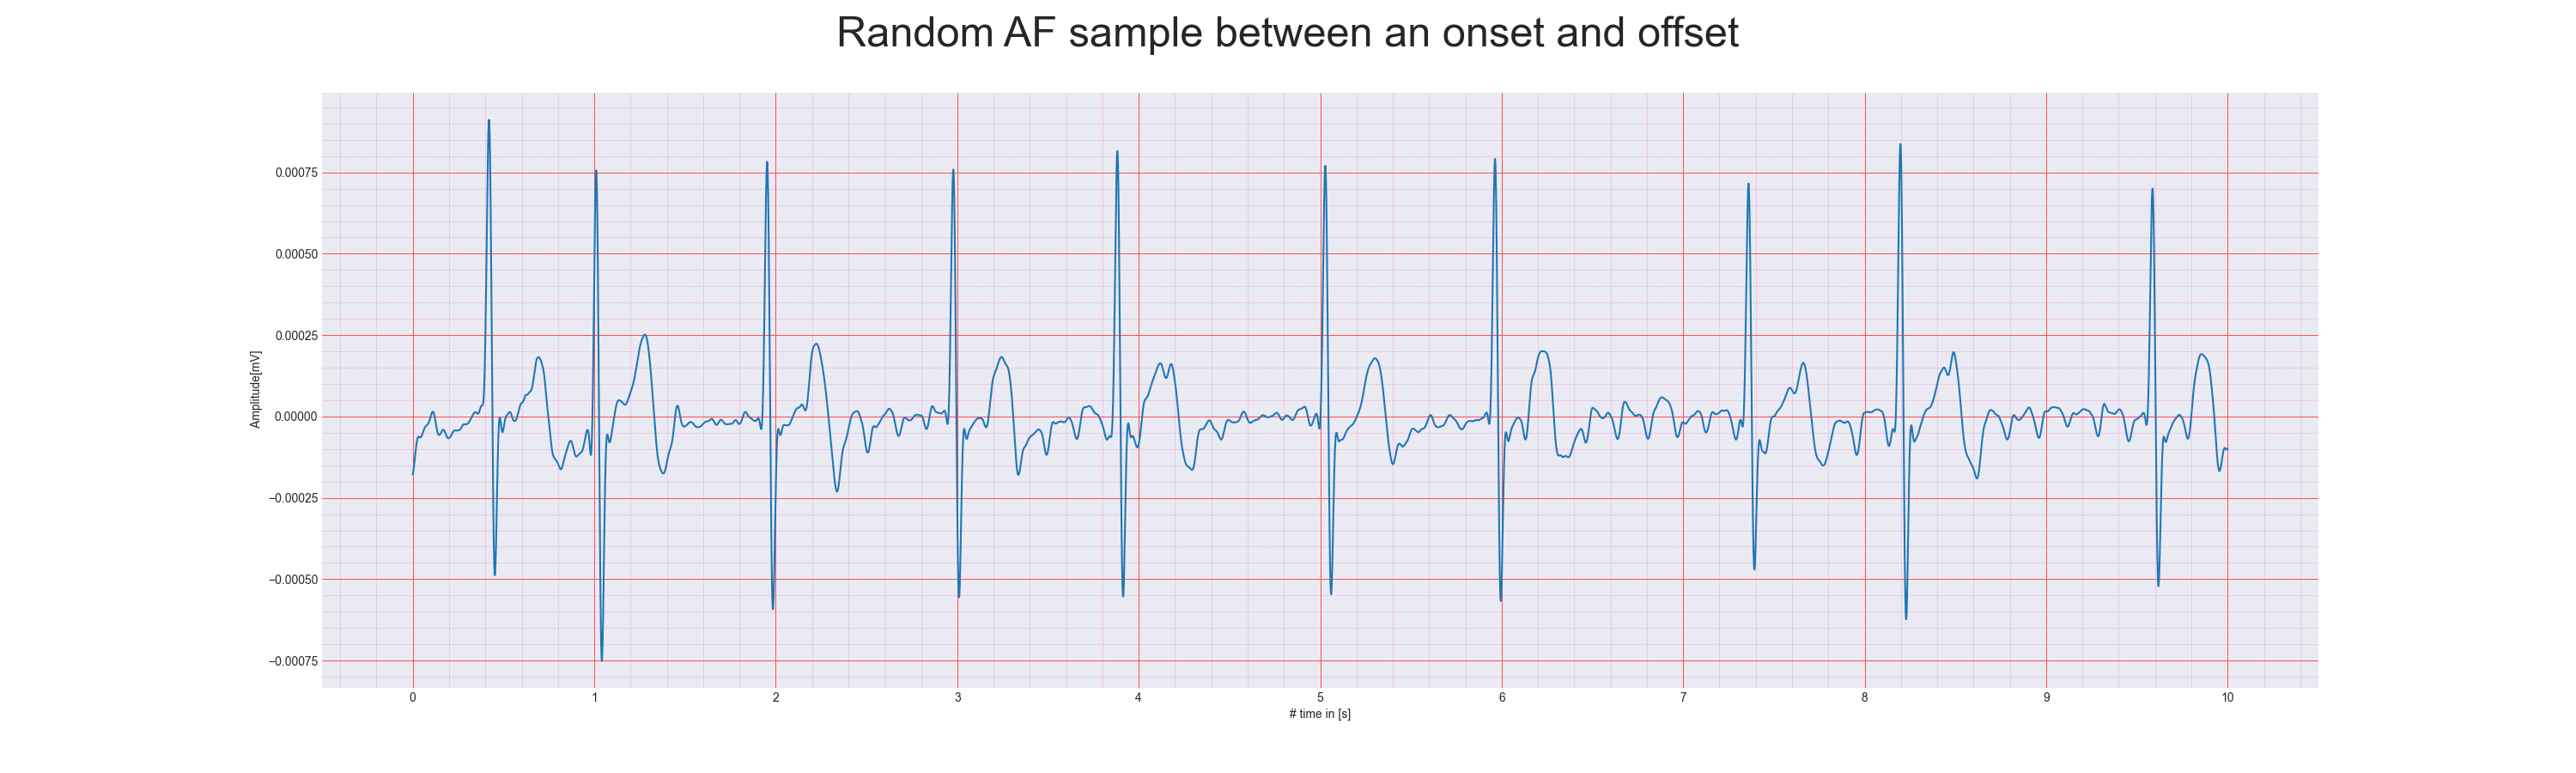 Random AF sample between an onset and offset
0.00075
0.00050
0.00025
0.00000
−0.00025
−0.00050
−0.00075
Amplitude[mV]
0 1 2 3 4 5 6 7 8 9 10
# time in [s]